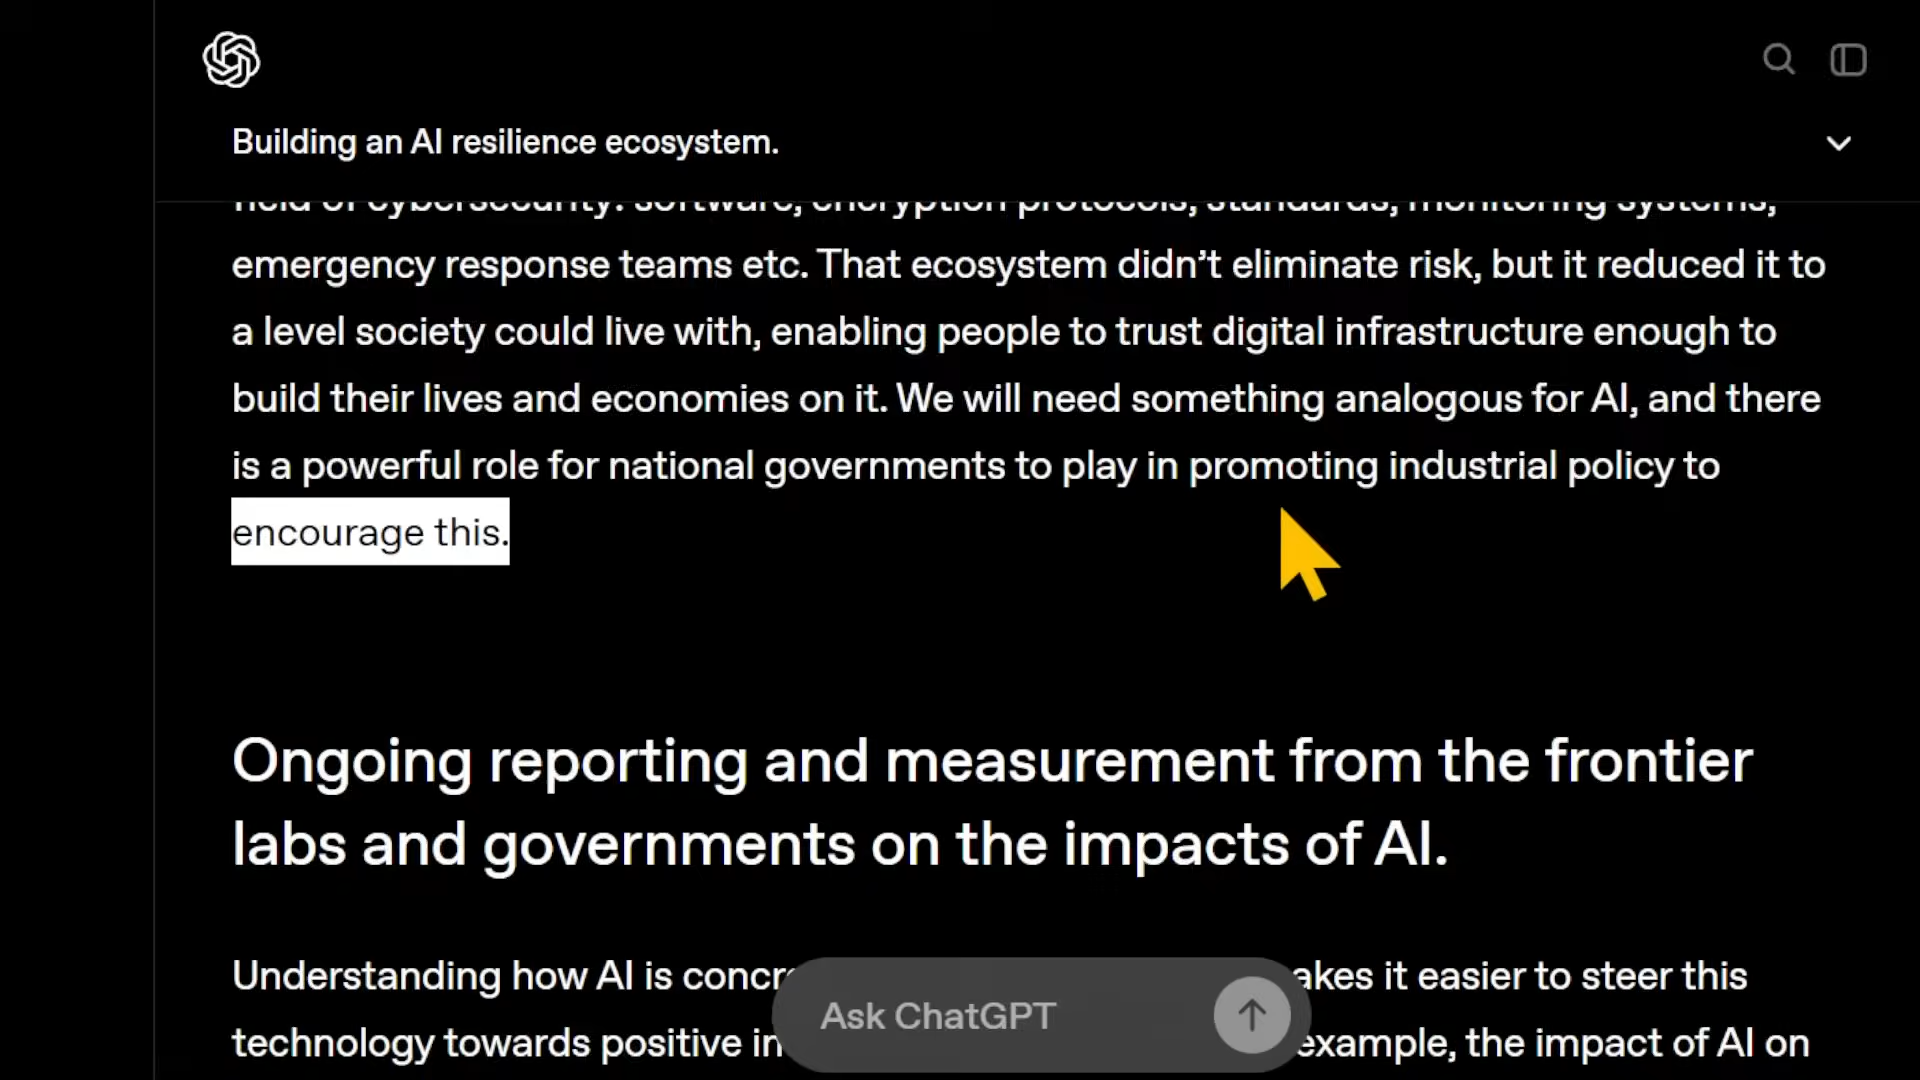 Building an AI resilience ecosystem.
field of cybersecurity: software, encryption protocols, standards, monitoring systems,
emergency response teams etc. That ecosystem didn’t eliminate risk, but it reduced it to
a level society could live with, enabling people to trust digital infrastructure enough to
build their lives and economies on it. We will need something analogous for AI, and there
is a powerful role for national governments to play in promoting industrial policy to
encourage this.
Ongoing reporting and measurement from the frontier
labs and governments on the impacts of AI.
Understanding how AI is akes it easier to steer this
technology towards positive example, the impact of AI on
Ask ChatGPT